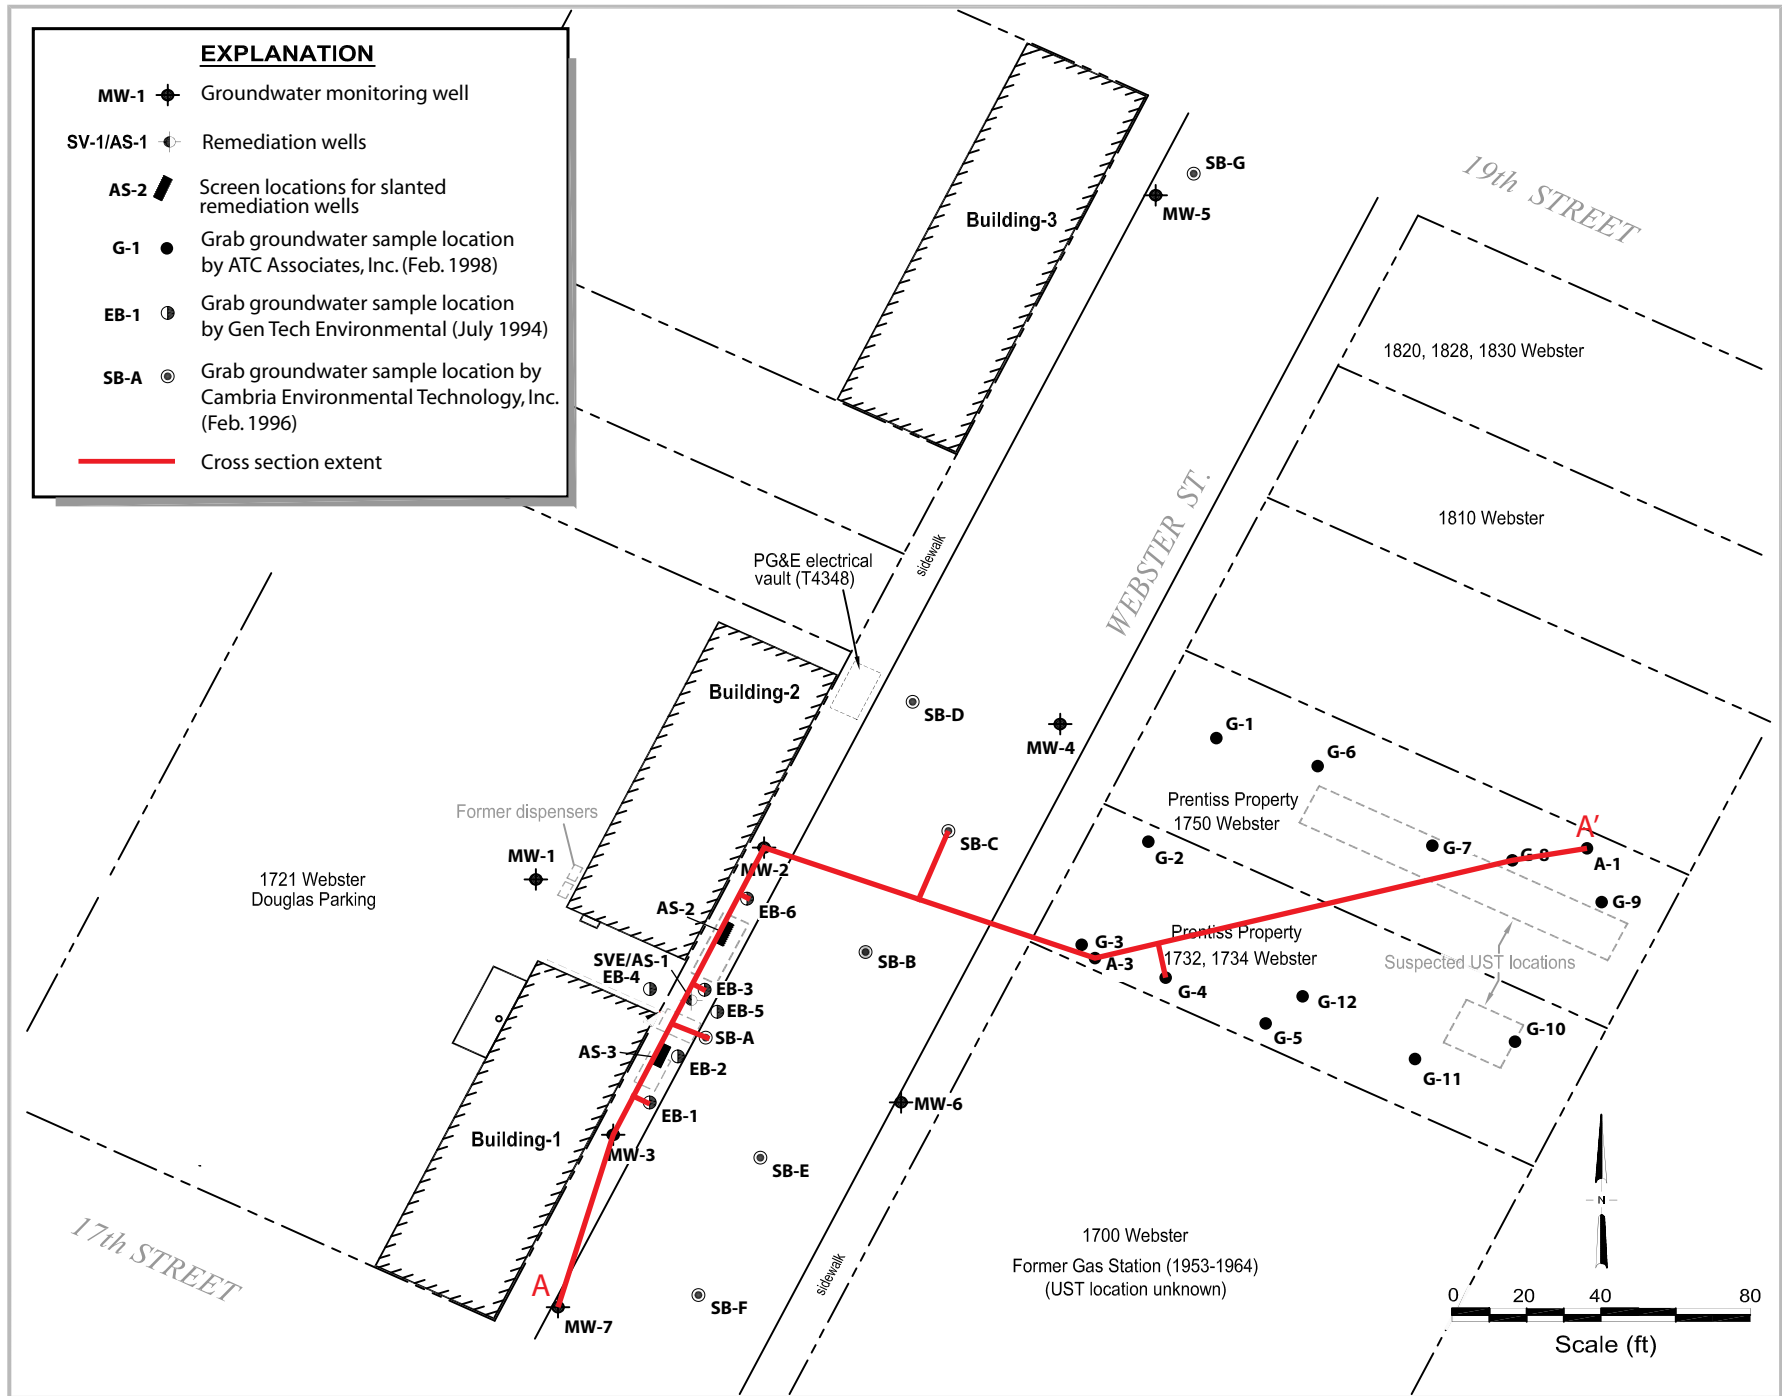 EXPLANATION
MW-1 Groundwater monitoring well
SV-1/AS-1 Remediation wells
AS-2 Screen locations for slanted
remediation wells
G-1 Grab groundwater sample location
by ATC Associates, Inc. (Feb. 1998)
EB-1 Grab groundwater sample location
by Gen Tech Environmental (July 1994)
SB-A Grab groundwater sample location by
Cambria Environmental Technology, Inc.
(Feb. 1996)
Cross section extent
SB-G
MW-5
Building-3
19th STREET
1820, 1828, 1830 Webster
1810 Webster
WEBSTER ST.
sidewalk
PG&E electrical
vault (T4348)
Building-2
SB-D
MW-4
G-1
G-6
Former dispensers
MW-1
1721 Webster
Douglas Parking
MW-2
SB-C
Prentiss Property
1750 Webster
G-2
G-7
G-8
A'
A-1
G-9
AS-2
EB-6
SB-B
G-3
A-3
Prentiss Property
1732, 1734 Webster
G-4
Suspected UST locations
SVE/AS-1
EB-4
EB-3
EB-5
SB-A
AS-3
EB-2
EB-1
G-12
G-5
G-10
G-11
MW-6
Building-1
MW-3
SB-E
17th STREET
A
MW-7
SB-F
sidewalk
1700 Webster
Former Gas Station (1953-1964)
(UST location unknown)
N
0 20 40 80
Scale (ft)